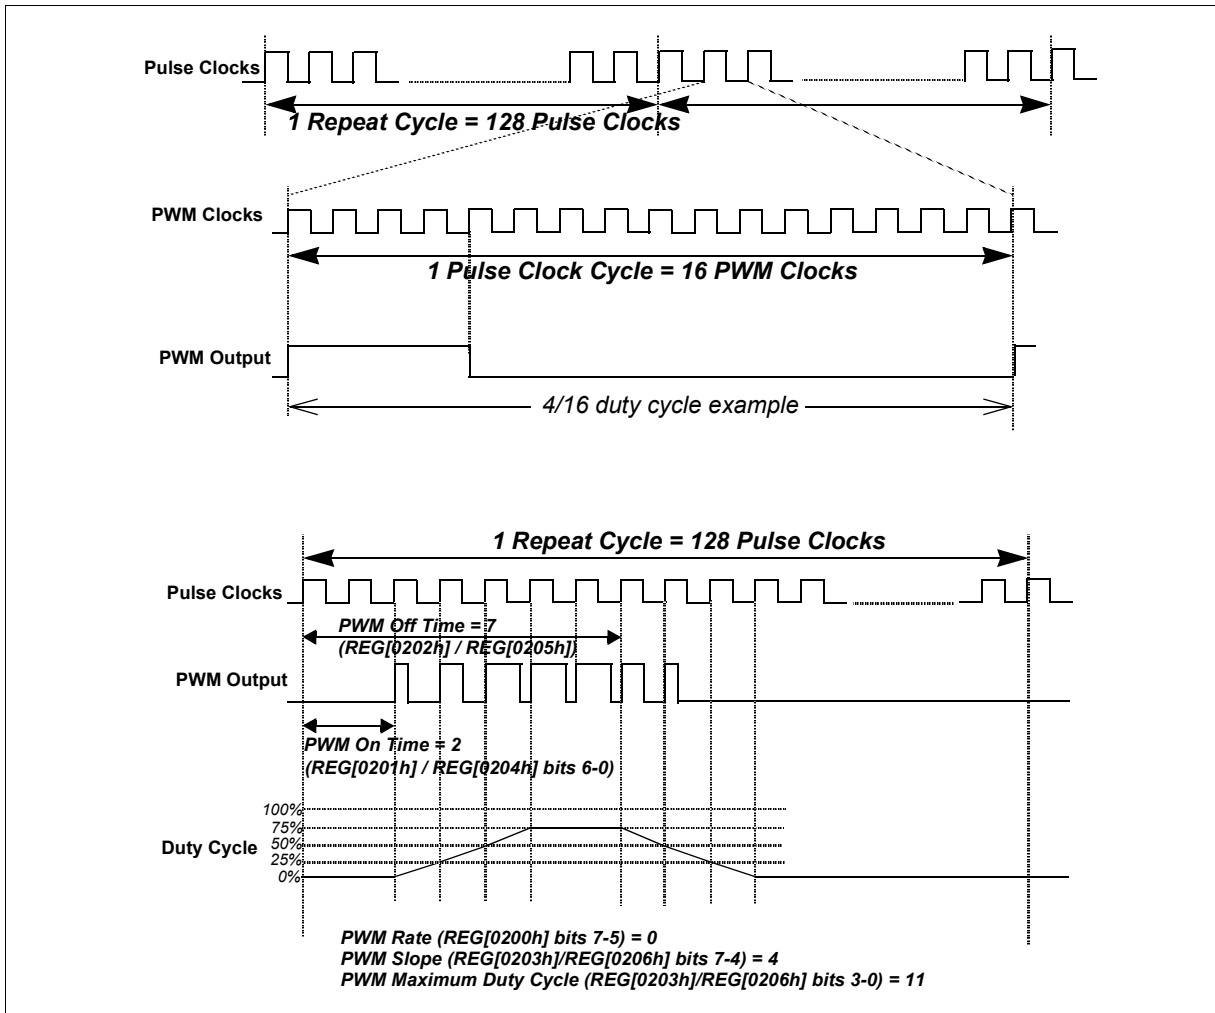 Pulse Clocks
1 Repeat Cycle = 128 Pulse Clocks
PWM Clocks
1 Pulse Clock Cycle = 16 PWM Clocks
PWM Output
4/16 duty cycle example
1 Repeat Cycle = 128 Pulse Clocks
Pulse Clocks
PWM Off Time = 7
(REG[0202h] / REG[0205h])
PWM Output
PWM On Time = 2
(REG[0201h] / REG[0204h] bits 6-0)
100%
75%
Duty Cycle
50%
25%
0%
PWM Rate (REG[0200h] bits 7-5) = 0
PWM Slope (REG[0203h]/REG[0206h] bits 7-4) = 4
PWM Maximum Duty Cycle (REG[0203h]/REG[0206h] bits 3-0) = 11